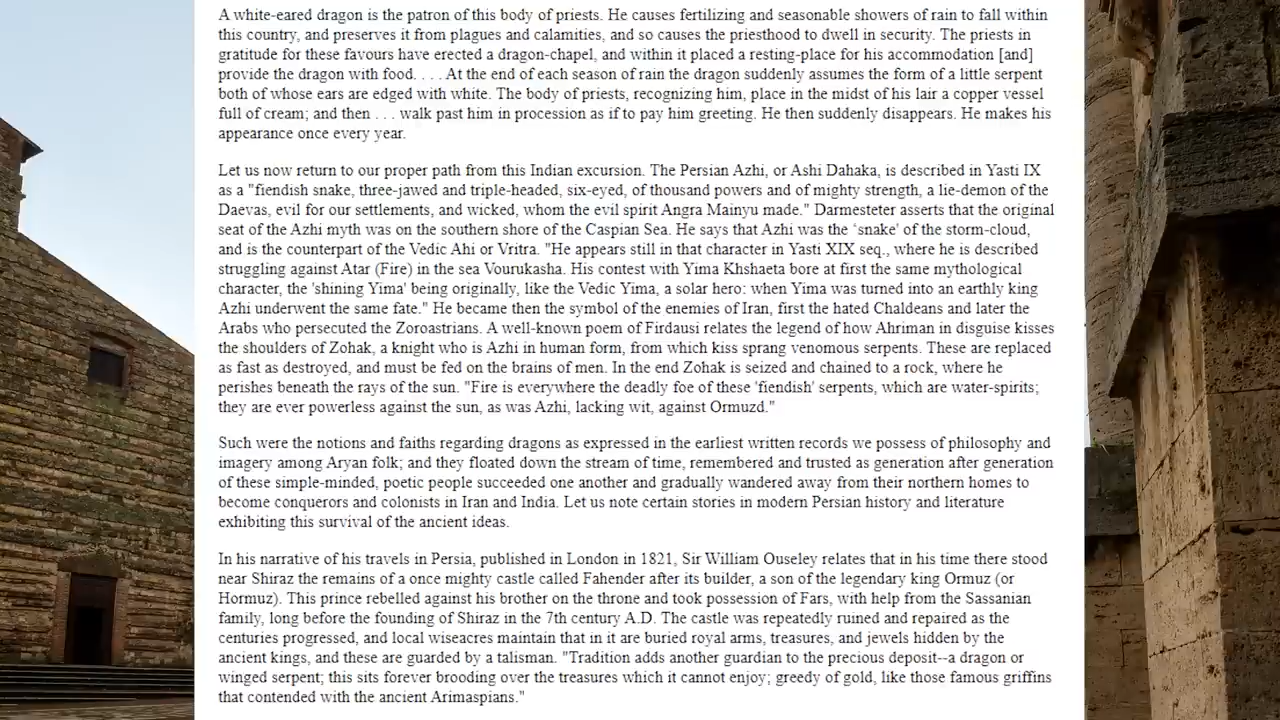 A white-eared dragon is the patron of this body of priests. He causes fertilizing and seasonable showers of rain to fall within
this country, and preserves it from plagues and calamities, and so causes the priesthood to dwell in security. The priests in
gratitude for these favours have erected a dragon-chapel, and within it placed a resting-place for his accommodation [and]
provide the dragon with food. . . . At the end of each season of rain the dragon suddenly assumes the form of a little serpent
both of whose ears are edged with white. The body of priests, recognizing him, place in the midst of his lair a copper vessel
full of cream; and then . . . walk past him in procession as if to pay him greeting. He then suddenly disappears. He makes his
appearance once every year.
Let us now return to our proper path from this Indian excursion. The Persian Azhi, or Ashi Dahaka, is described in Yasti IX
as a "fiendish snake, three-jawed and triple-headed, six-eyed, of thousand powers and of mighty strength, a lie-demon of the
Daevas, evil for our settlements, and wicked, whom the evil spirit Angra Mainyu made." Darmesteter asserts that the original
seat of the Azhi myth was on the southern shore of the Caspian Sea. He says that Azhi was the 'snake' of the storm-cloud,
and is the counterpart of the Vedic Ahi or Vritra. "He appears still in that character in Yasti XIX seq., where he is described
struggling against Atar (Fire) in the sea Vourukasha. His contest with Yima Khshaeta bore at first the same mythological
character, the 'shining Yima' being originally, like the Vedic Yima, a solar hero: when Yima was turned into an earthly king
Azhi underwent the same fate." He became then the symbol of the enemies of Iran, first the hated Chaldeans and later the
Arabs who persecuted the Zoroastrians. A well-known poem of Firdausi relates the legend of how Ahriman in disguise kisses
the shoulders of Zohak, a knight who is Azhi in human form, from which kiss sprang venomous serpents. These are replaced
as fast as destroyed, and must be fed on the brains of men. In the end Zohak is seized and chained to a rock, where he
perishes beneath the rays of the sun. "Fire is everywhere the deadly foe of these 'fiendish' serpents, which are water-spirits;
they are ever powerless against the sun, as was Azhi, lacking wit, against Ormuzd."
Such were the notions and faiths regarding dragons as expressed in the earliest written records we possess of philosophy and
imagery among Aryan folk; and they floated down the stream of time, remembered and trusted as generation after generation
of these simple-minded, poetic people succeeded one another and gradually wandered away from their northern homes to
become conquerors and colonists in Iran and India. Let us note certain stories in modern Persian history and literature
exhibiting this survival of the ancient ideas.
In his narrative of his travels in Persia, published in London in 1821, Sir William Ouseley relates that in his time there stood
near Shiraz the remains of a once mighty castle called Fahender after its builder, a son of the legendary king Ormuz (or
Hormuz). This prince rebelled against his brother on the throne and took possession of Fars, with help from the Sassanian
family, long before the founding of Shiraz in the 7th century A.D. The castle was repeatedly ruined and repaired as the
centuries progressed, and local wiseacres maintain that in it are buried royal arms, treasures, and jewels hidden by the
ancient kings, and these are guarded by a talisman. "Tradition adds another guardian to the precious deposit--a dragon or
winged serpent; this sits forever brooding over the treasures which it cannot enjoy; greedy of gold, like those famous griffins
that contended with the ancient Arimaspians."